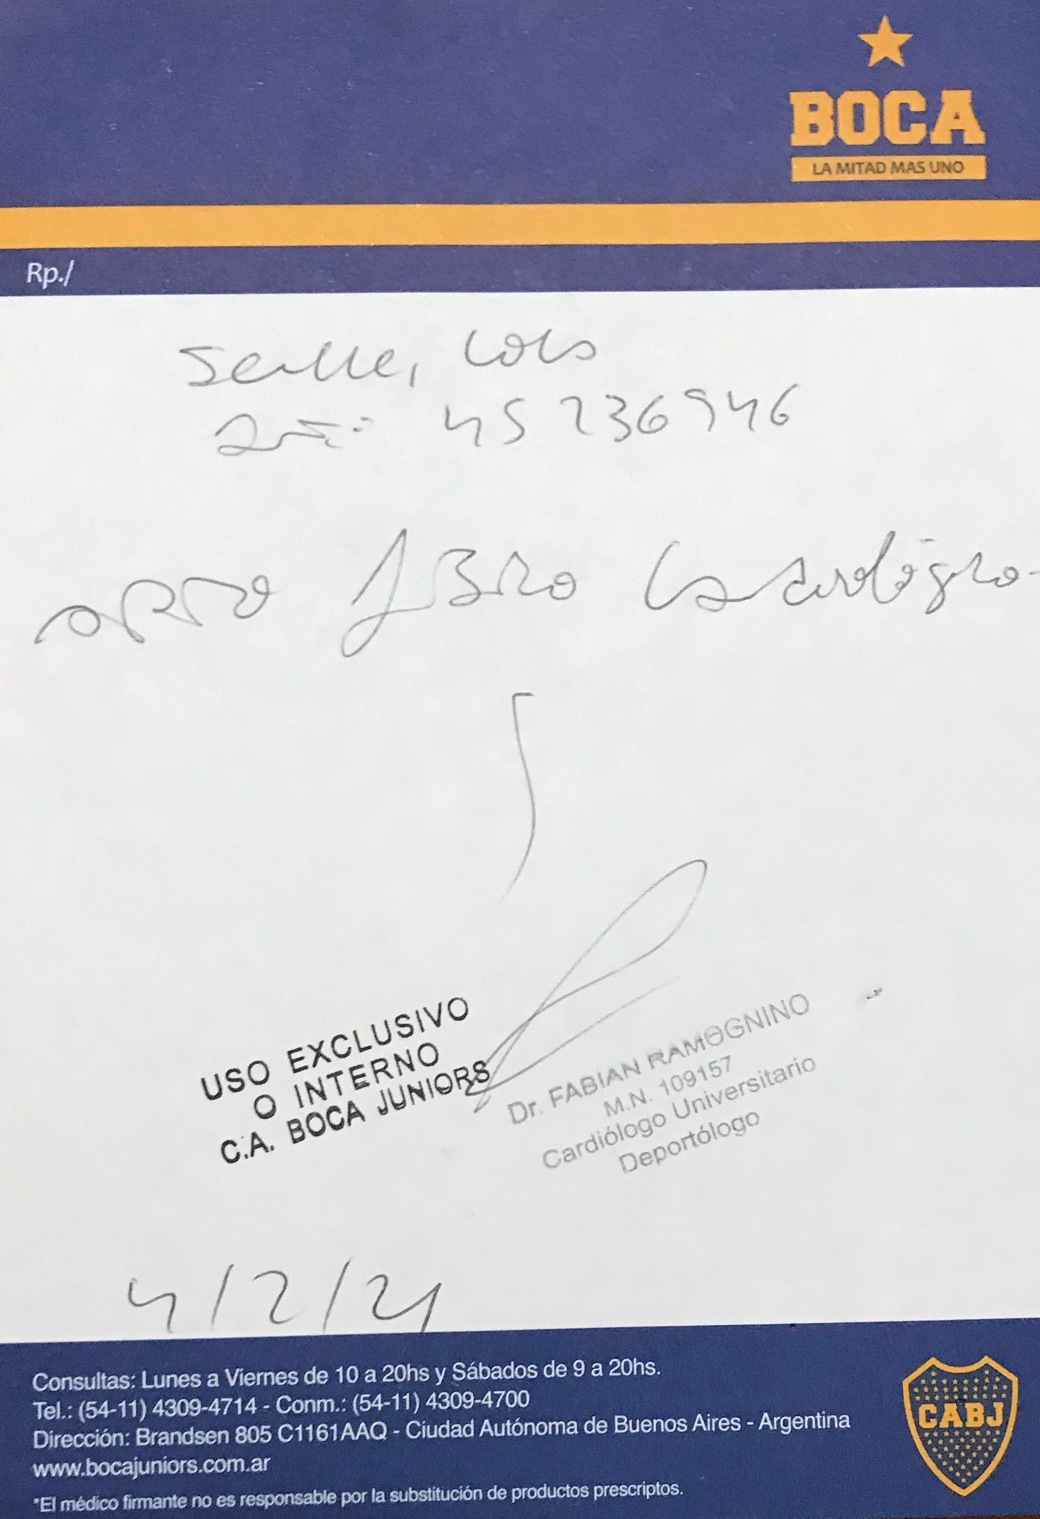 BOCA
LA MITAD MAS UNO
Rp./
45236946
apto
4/2/21
USO EXCLUSIVO
O INTERNO
C.A. BOCA JUNIORS
Dr. FABIAN RAMOGNINO
M.N. 109157
Cardiólogo Universitario
Deportólogo
Consultas: Lunes a Viernes de 10 a 20hs y Sábados de 9 a 20hs.
Tel.: (54-11) 4309-4714 - Conm.: (54-11) 4309-4700
Dirección: Brandsen 805 C1161AAQ - Ciudad Autónoma de Buenos Aires - Argentina
www.bocajuniors.com.ar
*El médico firmante no es responsable por la substitución de productos prescriptos.
CABJ